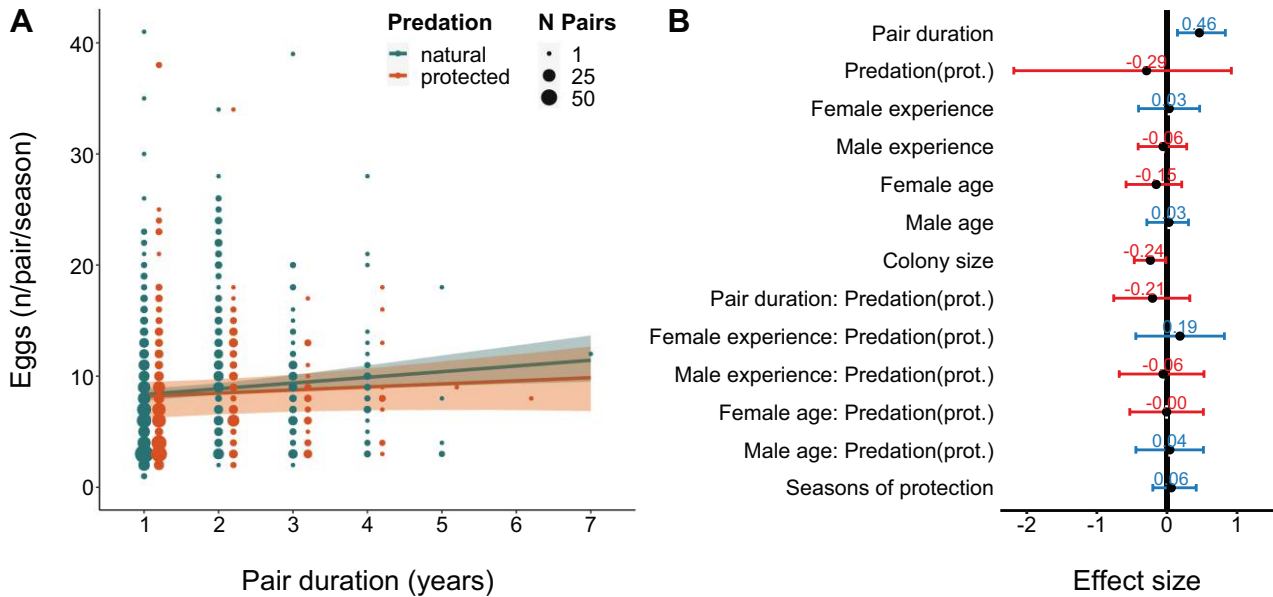 A
Predation
natural
protected
N Pairs
1
25
50
Eggs (n/pair/season)
40
30
20
10
0
1 2 3 4 5 6 7
Pair duration (years)
B
Pair duration 0.46
Predation(prot.) -0.29
Female experience 0.03
Male experience -0.06
Female age -0.15
Male age 0.03
Colony size -0.24
Pair duration: Predation(prot.) -0.21
Female experience: Predation(prot.) 0.19
Male experience: Predation(prot.) -0.06
Female age: Predation(prot.) -0.00
Male age: Predation(prot.) 0.04
Seasons of protection 0.06
-2 -1 0 1
Effect size